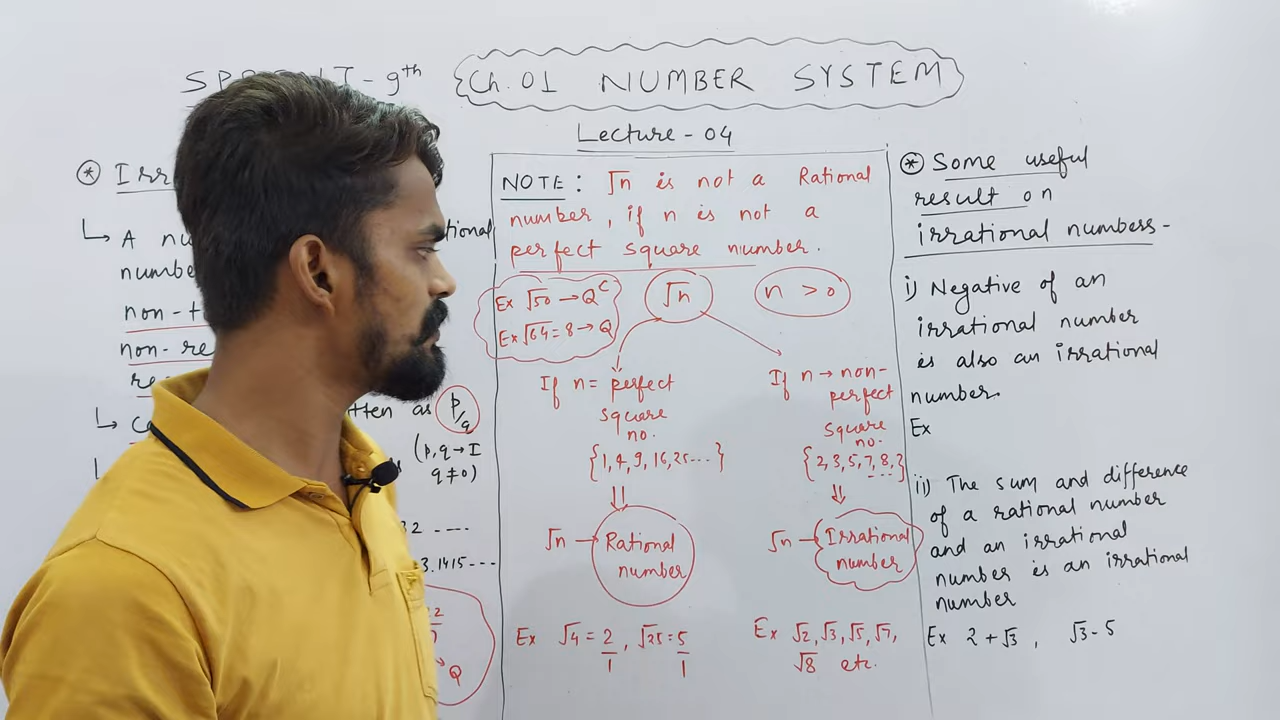 9th
Ch. 01 NUMBER SYSTEM
Lecture - 04
* Irr
↳ A nu
numbe
non-t
non-re
re
↳ Ca
tional
tten as p/q
(p, q → I
q ≠ 0)
32 ----
3.1415---
Q
NOTE: √n is not a Rational
number, if n is not a
perfect square number.
Ex √50 → Q^C
Ex √64 = 8 → Q
√n
n > 0
If n = perfect
square
no.
{1, 4, 9, 16, 25---}
⇓
√n → Rational
number
Ex √4 = 2/1, √25 = 5/1
If n → non-
perfect
square
no.
{2, 3, 5, 7, 8, ---}
⇓
√n → Irrational
number
Ex √2, √3, √5, √7,
√8 etc.
* Some useful
result on
irrational numbers-
i) Negative of an
irrational number
is also an irrational
number.
Ex
ii) The sum and difference
of a rational number
and an irrational
number is an irrational
number
Ex 2 + √3, √3 - 5